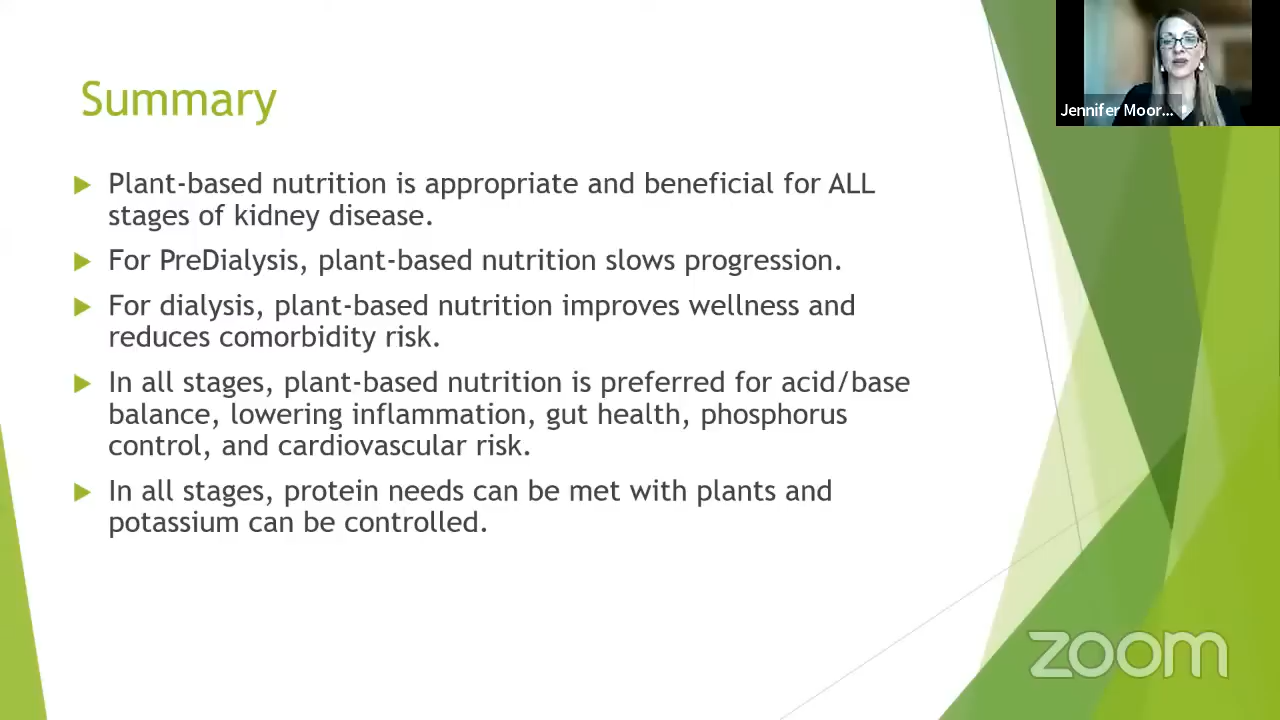 Summary
Plant-based nutrition is appropriate and beneficial for ALL
stages of kidney disease.
For PreDialysis, plant-based nutrition slows progression.
For dialysis, plant-based nutrition improves wellness and
reduces comorbidity risk.
In all stages, plant-based nutrition is preferred for acid/base
balance, lowering inflammation, gut health, phosphorus
control, and cardiovascular risk.
In all stages, protein needs can be met with plants and
potassium can be controlled.
Jennifer Moor...
zoom